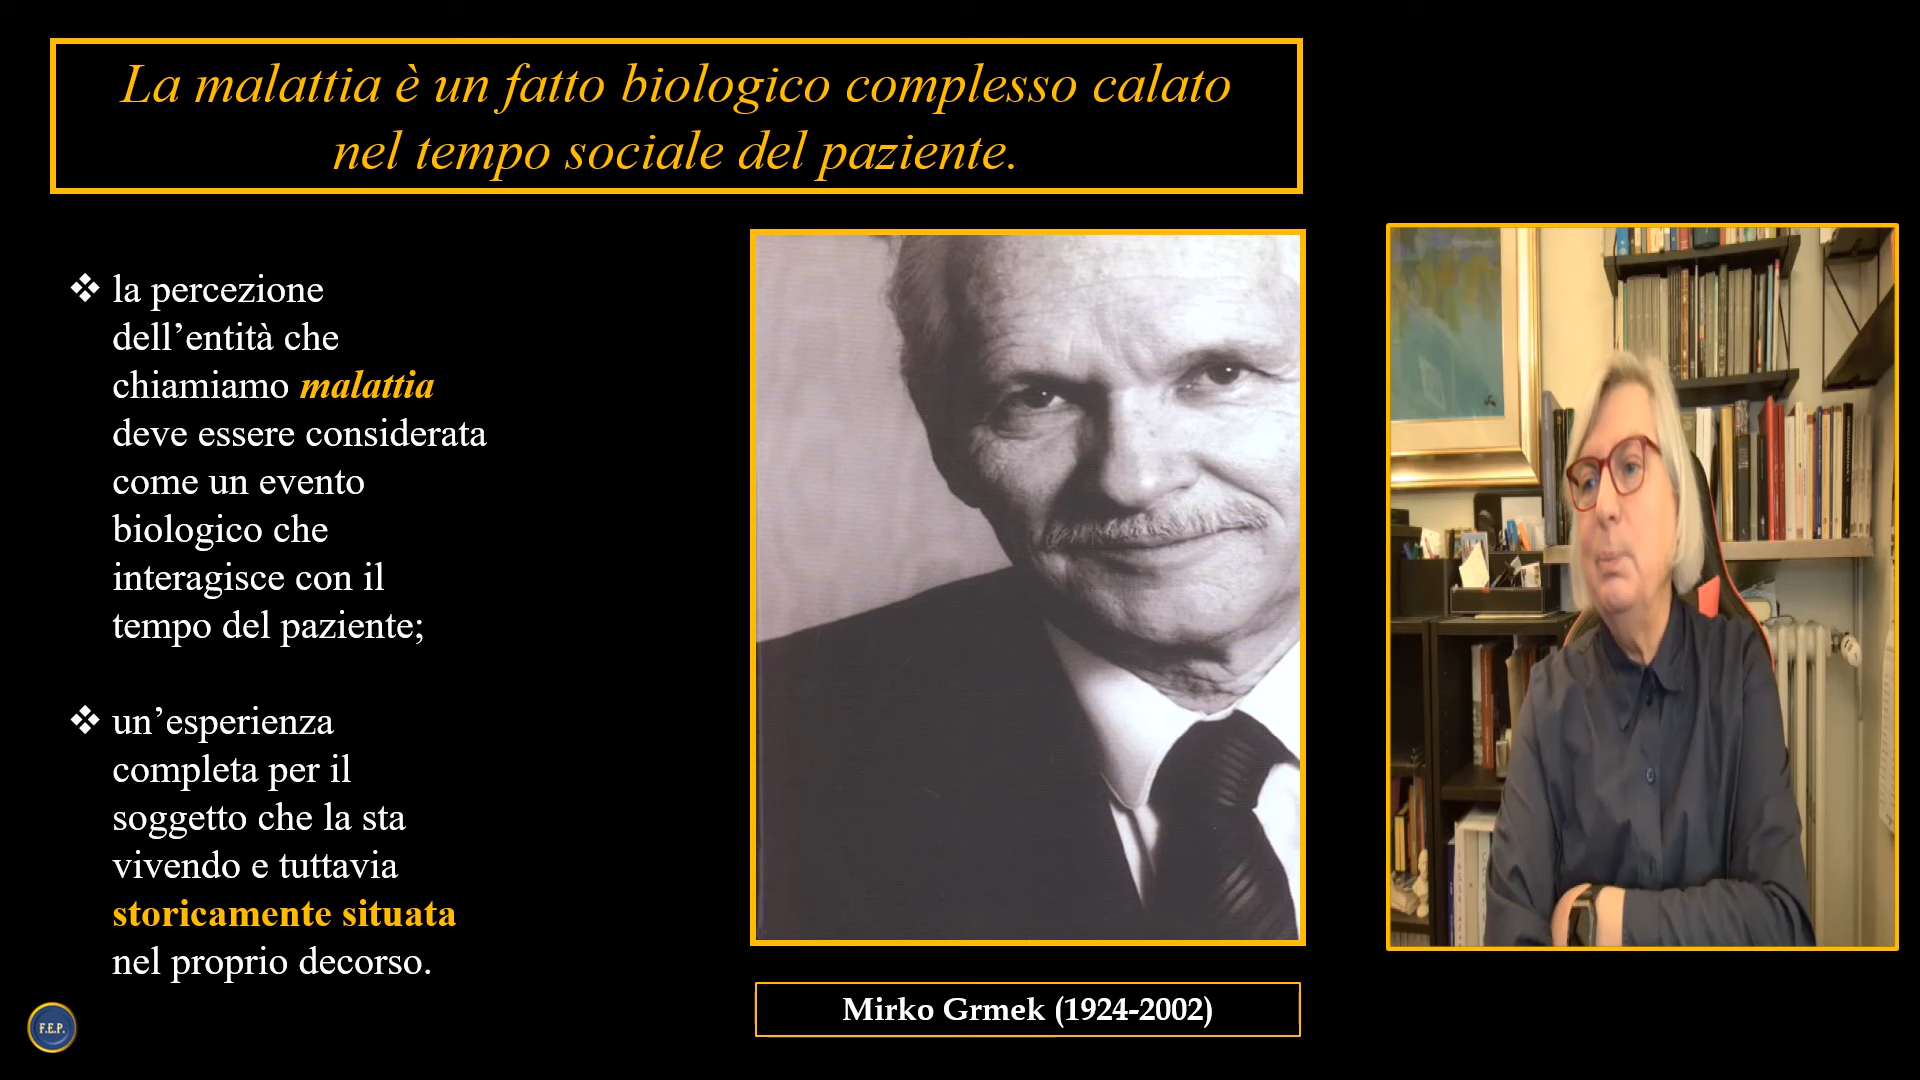 La malattia è un fatto biologico complesso calato
nel tempo sociale del paziente.
❖ la percezione
dell’entità che
chiamiamo malattia
deve essere considerata
come un evento
biologico che
interagisce con il
tempo del paziente;
❖ un’esperienza
completa per il
soggetto che la sta
vivendo e tuttavia
storicamente situata
nel proprio decorso.
Mirko Grmek (1924-2002)
F.E.P.